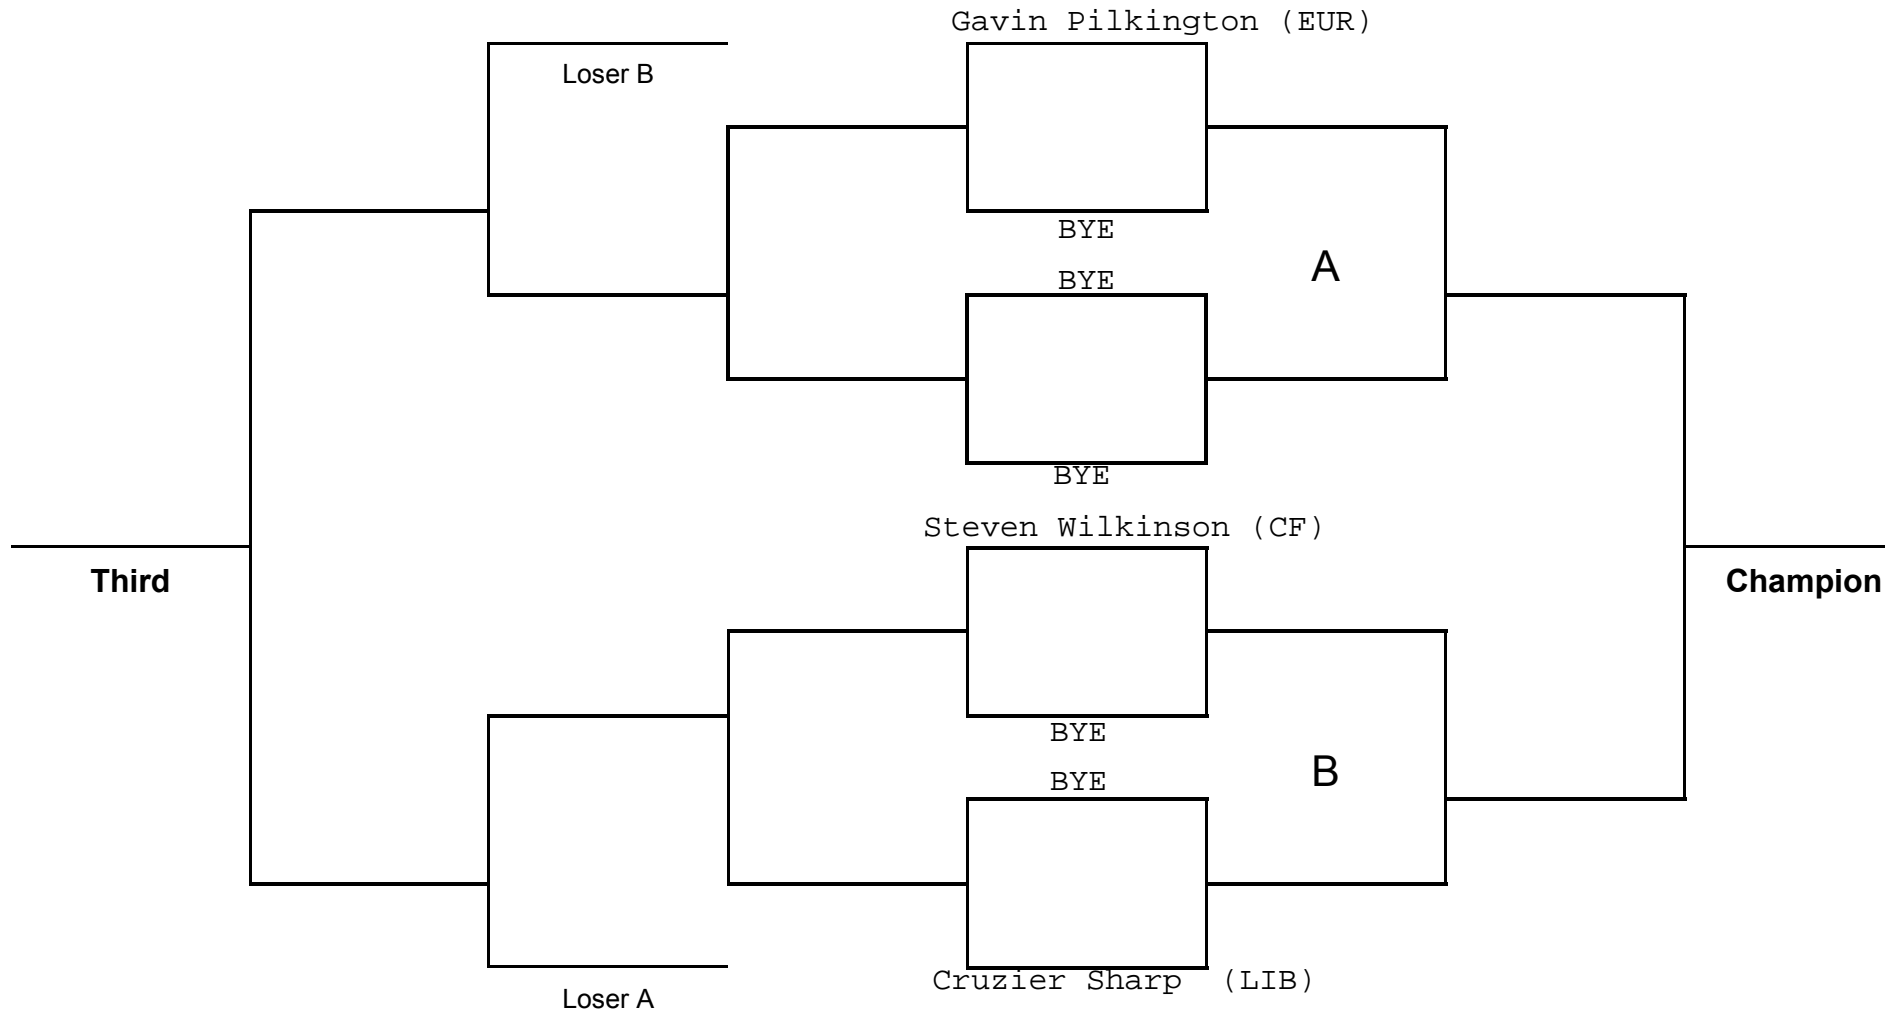 Gavin Pilkington (EUR)
Loser B
BYE
A
BYE
BYE
Steven Wilkinson (CF)
Third
Champion
BYE
B
BYE
Cruzier Sharp  (LIB)
Loser A